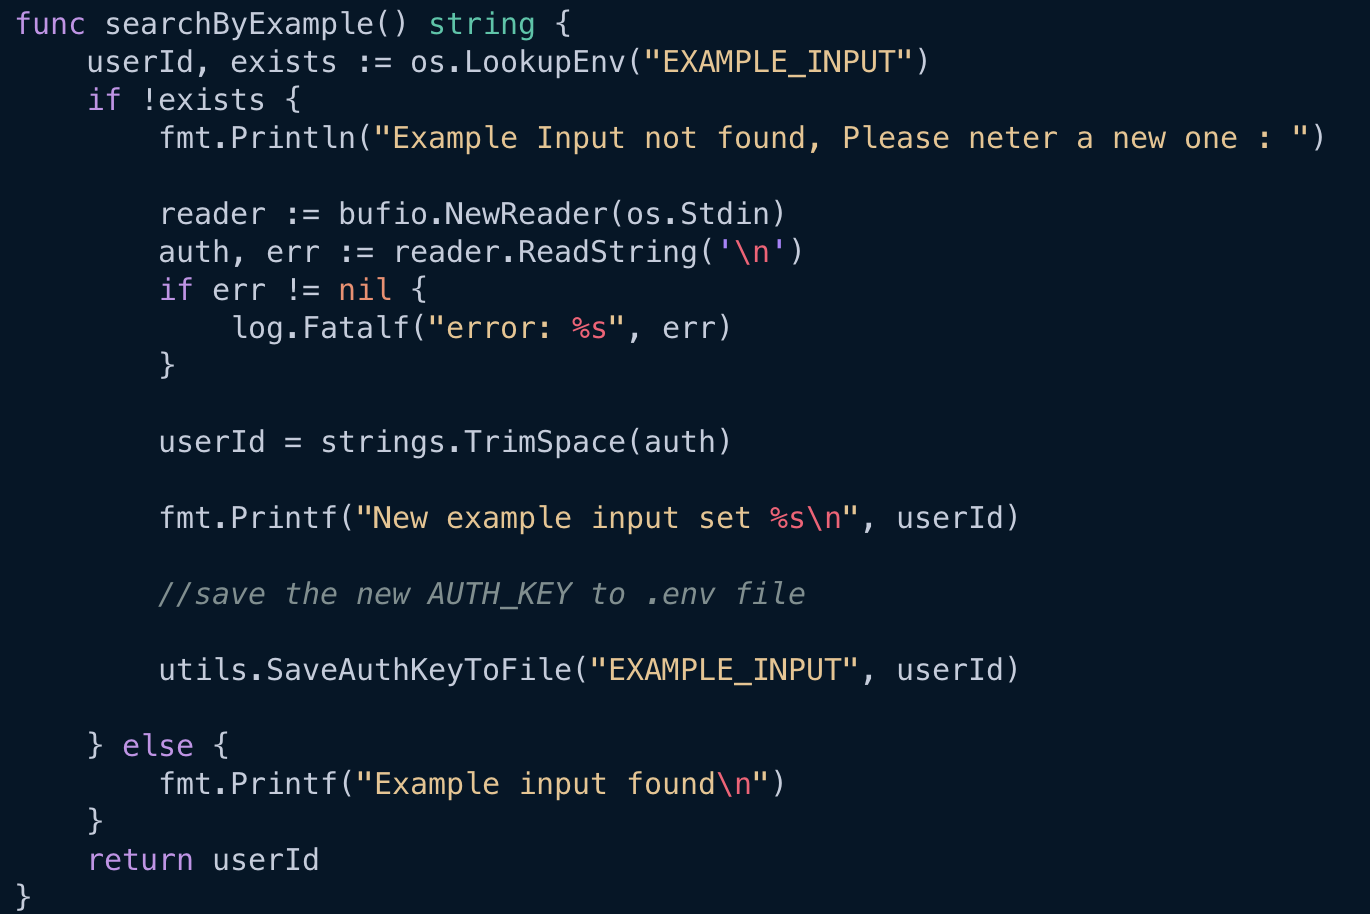 func searchByExample() string {
    userId, exists := os.LookupEnv("EXAMPLE_INPUT")
    if !exists {
        fmt.Println("Example Input not found, Please neter a new one : ")

        reader := bufio.NewReader(os.Stdin)
        auth, err := reader.ReadString('\n')
        if err != nil {
            log.Fatalf("error: %s", err)
        }

        userId = strings.TrimSpace(auth)

        fmt.Printf("New example input set %s\n", userId)

        //save the new AUTH_KEY to .env file

        utils.SaveAuthKeyToFile("EXAMPLE_INPUT", userId)

    } else {
        fmt.Printf("Example input found\n")
    }
    return userId
}